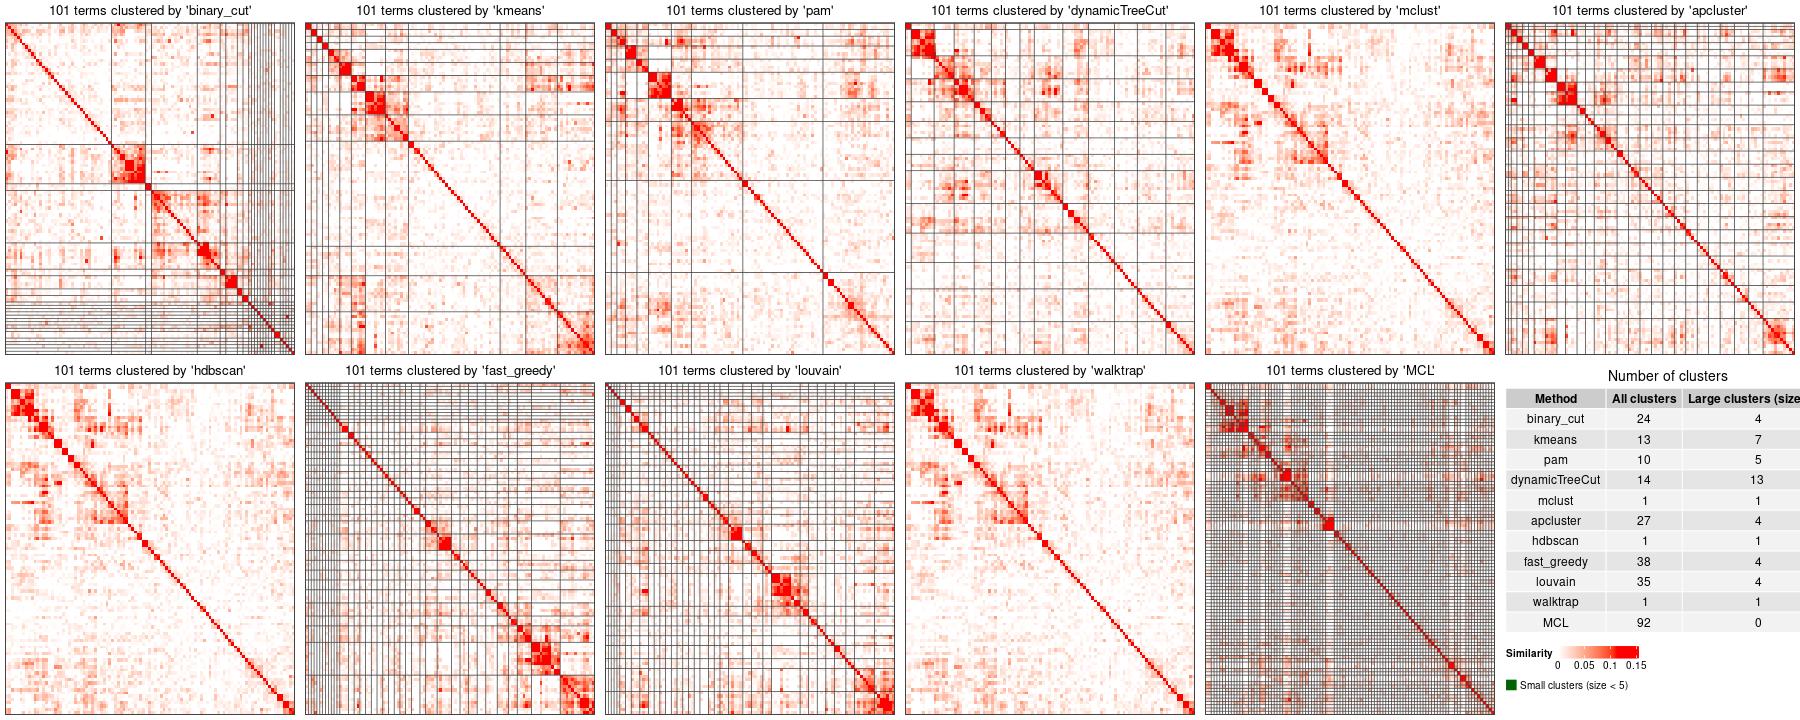 101 terms clustered by 'binary_cut'
101 terms clustered by 'kmeans'
101 terms clustered by 'pam'
101 terms clustered by 'dynamicTreeCut'
101 terms clustered by 'mclust'
101 terms clustered by 'apcluster'
101 terms clustered by 'hdbscan'
101 terms clustered by 'fast_greedy'
101 terms clustered by 'louvain'
101 terms clustered by 'walktrap'
101 terms clustered by 'MCL'
Number of clusters
Method All clusters Large clusters (size
binary_cut 24 4
kmeans 13 7
pam 10 5
dynamicTreeCut 14 13
mclust 1 1
apcluster 27 4
hdbscan 1 1
fast_greedy 38 4
louvain 35 4
walktrap 1 1
MCL 92 0
Similarity
0 0.05 0.1 0.15
Small clusters (size < 5)